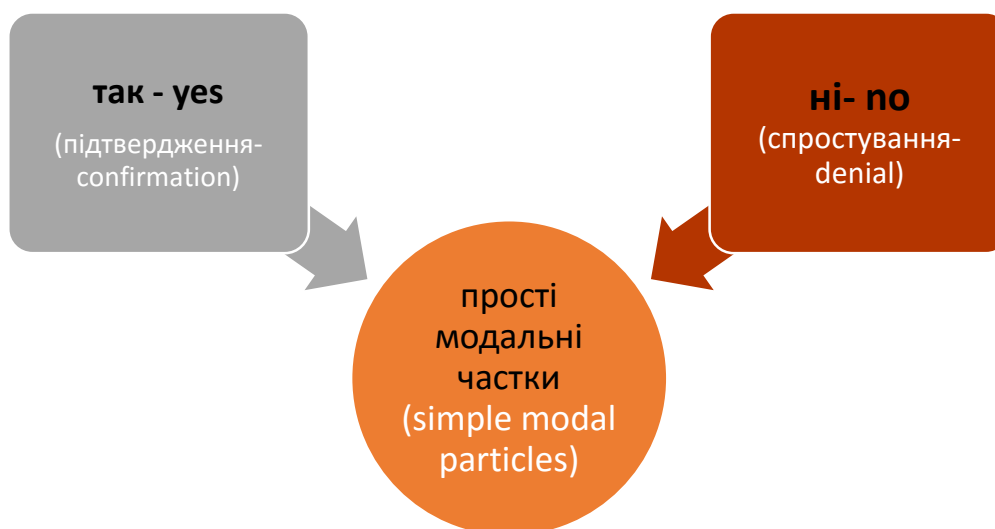 так - yes
(підтвердження-
confirmation)
ні- no
(спростування-
denial)
прості
модальні
частки
(simple modal
particles)